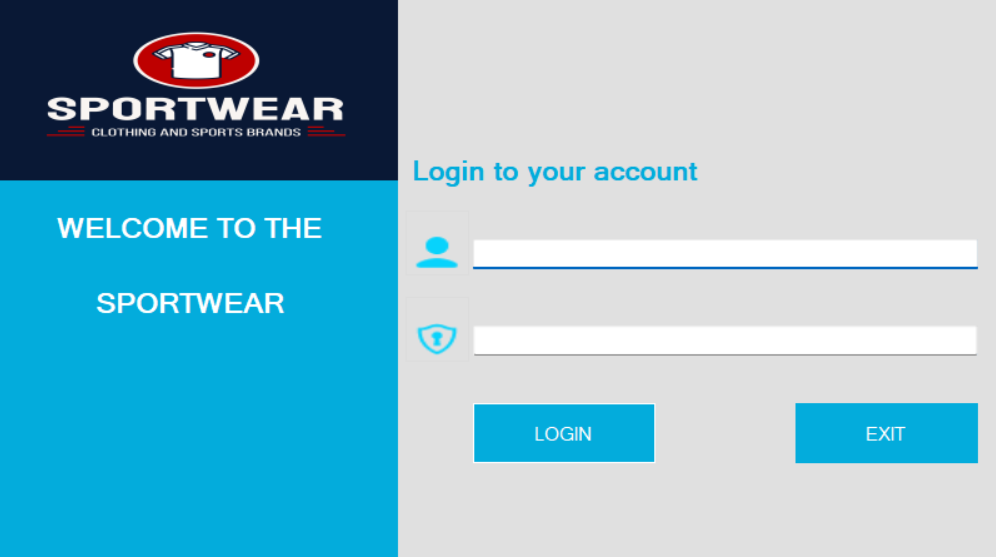 SPORTWEAR
CLOTHING AND SPORTS BRANDS
WELCOME TO THE
SPORTWEAR
Login to your account
LOGIN
EXIT